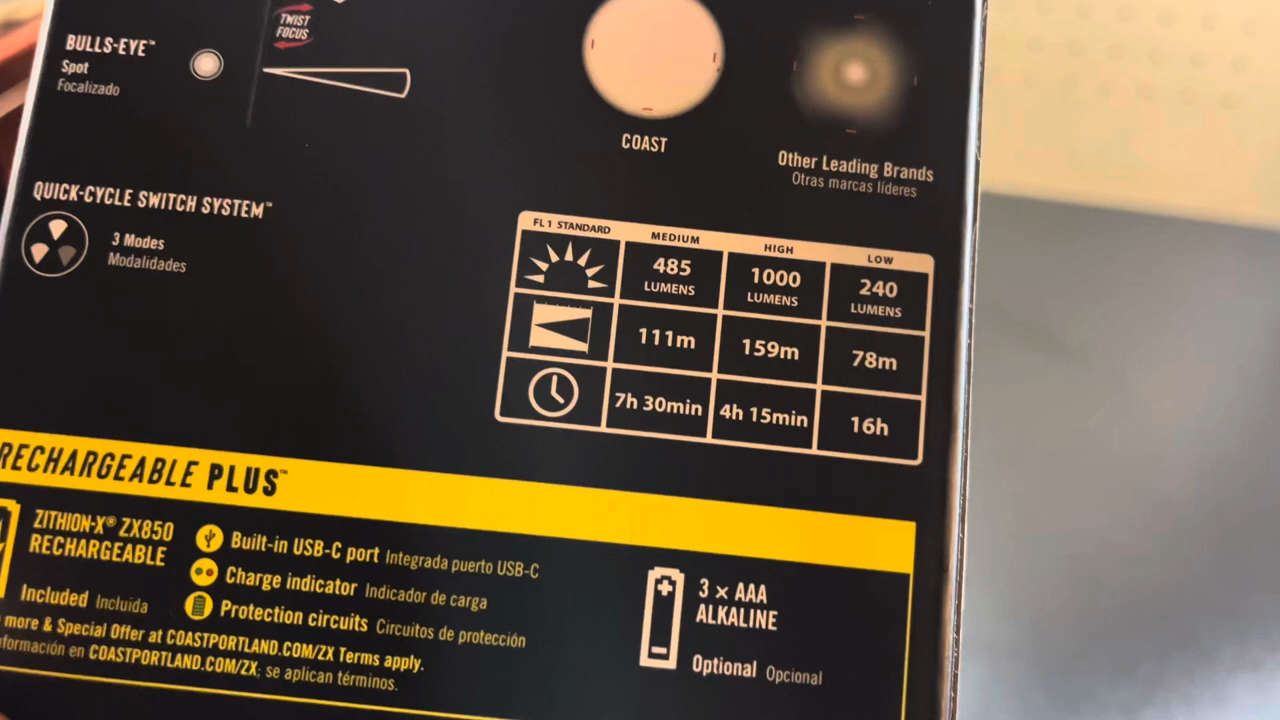 TWIST
FOCUS
BULLS-EYE™
Spot
Focalizado
COAST
Other Leading Brands
Otras marcas líderes
QUICK-CYCLE SWITCH SYSTEM™
3 Modes
Modalidades
FL 1 STANDARD MEDIUM HIGH LOW
485 LUMENS 1000 LUMENS 240 LUMENS
111m 159m 78m
7h 30min 4h 15min 16h
RECHARGEABLE PLUS™
ZITHION-X® ZX850
RECHARGEABLE
Included Incluida
Built-in USB-C port Integrada puerto USB-C
Charge indicator Indicador de carga
Protection circuits Circuitos de protección
more & Special Offer at COASTPORTLAND.COM/ZX Terms apply.
en COASTPORTLAND.COM/ZX; se aplican términos.
3 × AAA
ALKALINE
Optional Opcional